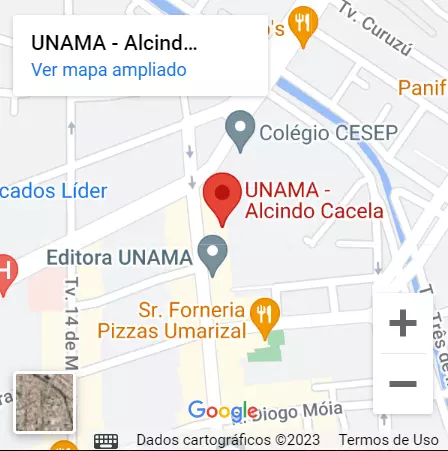 UNAMA - Alcind...
Ver mapa ampliado
Tv. Curuzú
Panif
Colégio CESEP
cados Líder
UNAMA -
Alcindo Cacela
Editora UNAMA
H
Sr. Forneria
Pizzas Umarizal
Tv. 14 de M
Três de
+
−
Google
Diogo Móia
Dados cartográficos ©2023 Termos de Uso